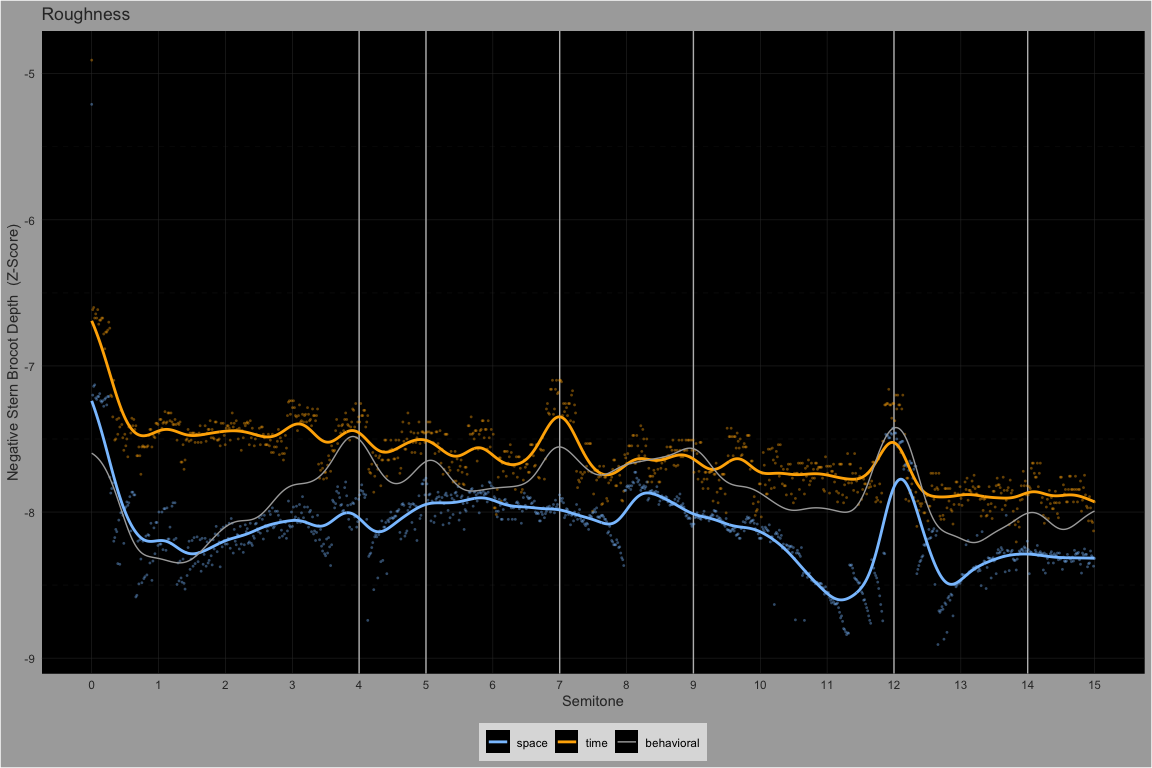 Roughness
Negative Stern Brocot Depth  (Z-Score)
-5
-6
-7
-8
-9
0 1 2 3 4 5 6 7 8 9 10 11 12 13 14 15
Semitone
space time behavioral